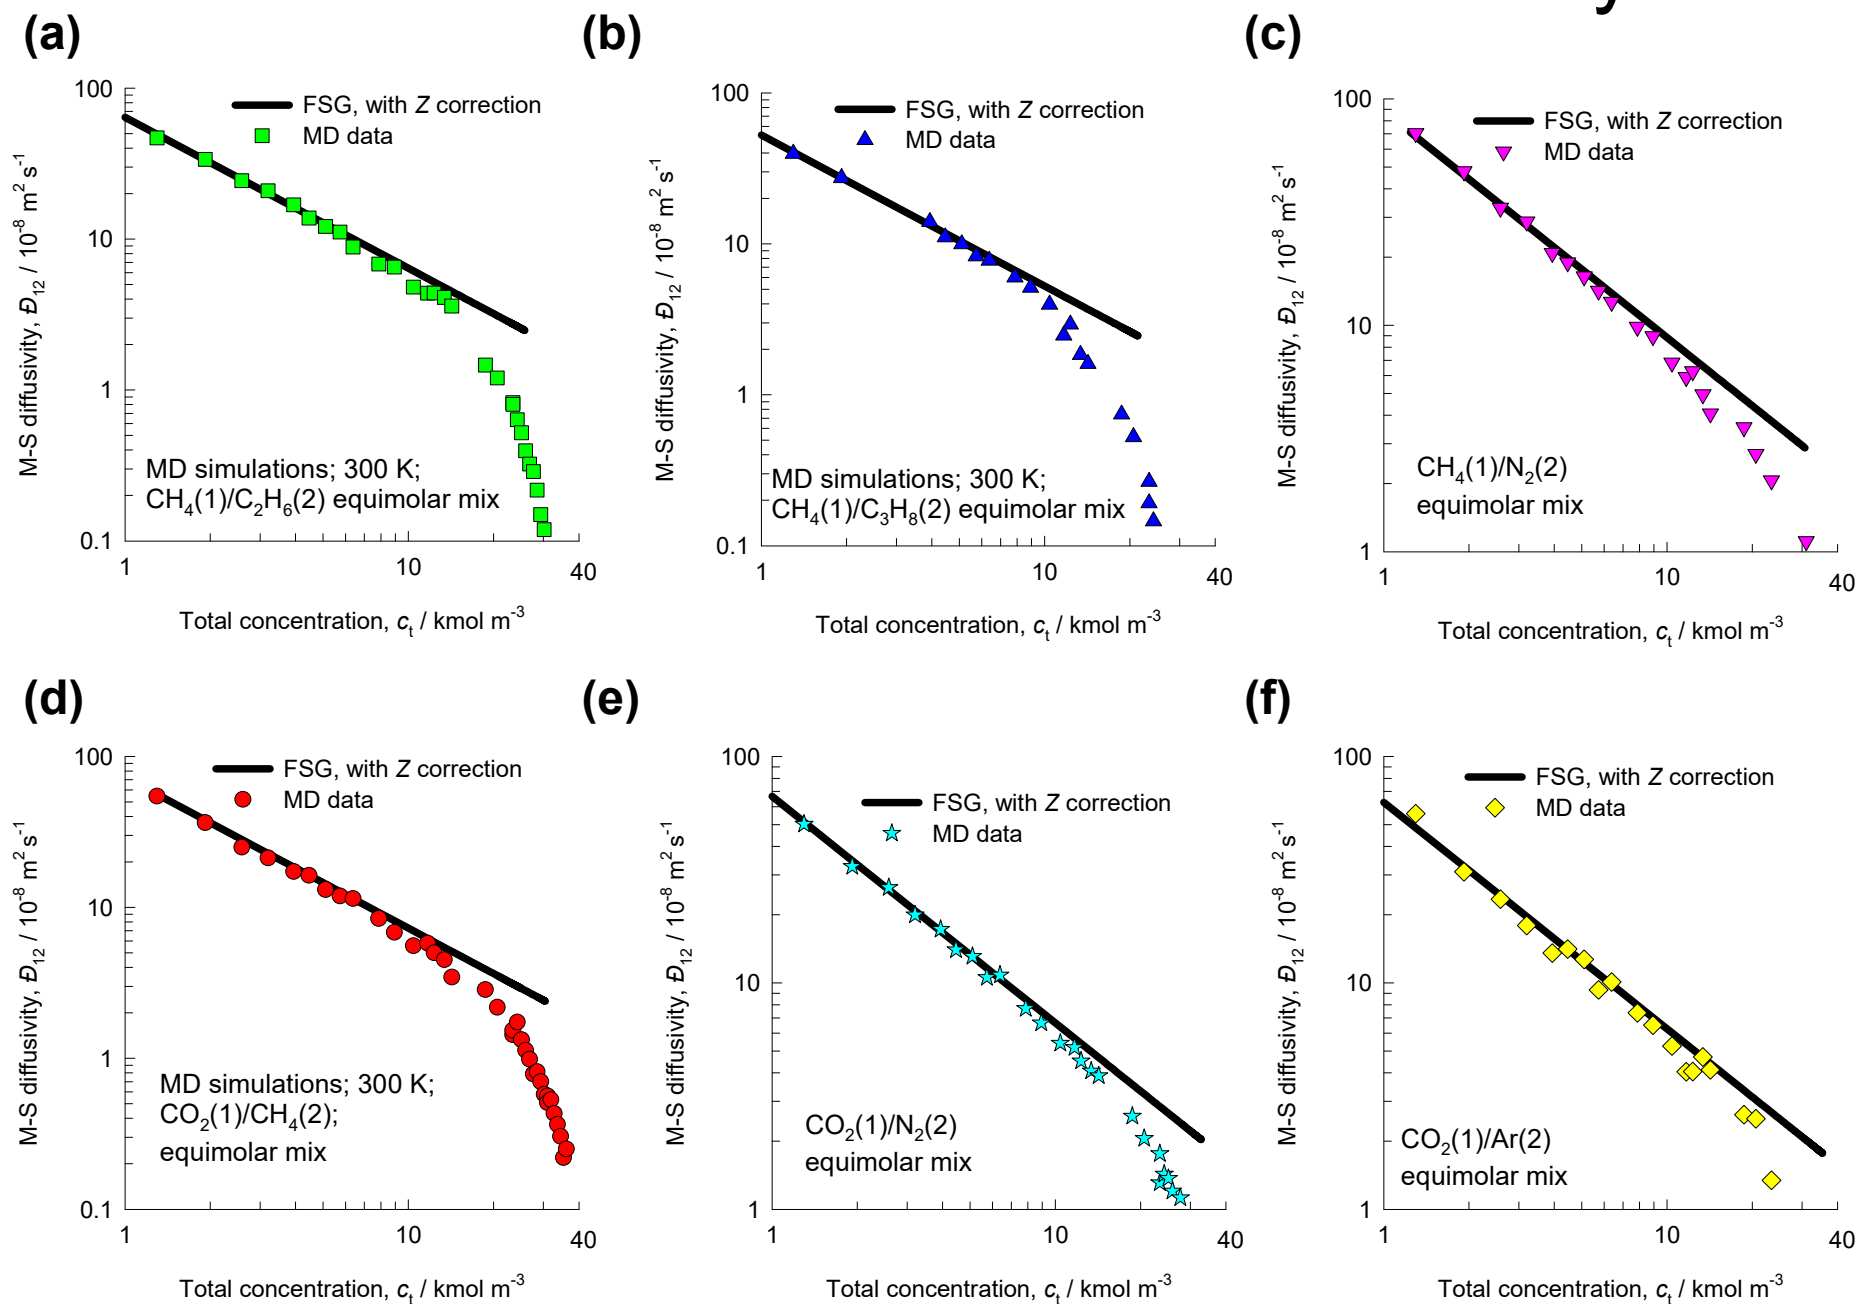 y
(a)
100
10
1
0.1
M-S diffusivity, Đ12 / 10-8 m2 s-1
FSG, with Z correction
MD data
MD simulations; 300 K;
CH4(1)/C2H6(2) equimolar mix
1
10
40
Total concentration, ct / kmol m-3
(b)
100
10
1
0.1
M-S diffusivity, Đ12 / 10-8 m2 s-1
FSG, with Z correction
MD data
MD simulations; 300 K;
CH4(1)/C3H8(2) equimolar mix
1
10
40
Total concentration, ct / kmol m-3
(c)
100
10
1
M-S diffusivity, Đ12 / 10-8 m2 s-1
FSG, with Z correction
MD data
CH4(1)/N2(2)
equimolar mix
1
10
40
Total concentration, ct / kmol m-3
(d)
100
10
1
0.1
M-S diffusivity, Đ12 / 10-8 m2 s-1
FSG, with Z correction
MD data
MD simulations; 300 K;
CO2(1)/CH4(2);
equimolar mix
1
10
40
Total concentration, ct / kmol m-3
(e)
100
10
1
M-S diffusivity, Đ12 / 10-8 m2 s-1
FSG, with Z correction
MD data
CO2(1)/N2(2)
equimolar mix
1
10
40
Total concentration, ct / kmol m-3
(f)
100
10
1
M-S diffusivity, Đ12 / 10-8 m2 s-1
FSG, with Z correction
MD data
CO2(1)/Ar(2)
equimolar mix
1
10
40
Total concentration, ct / kmol m-3